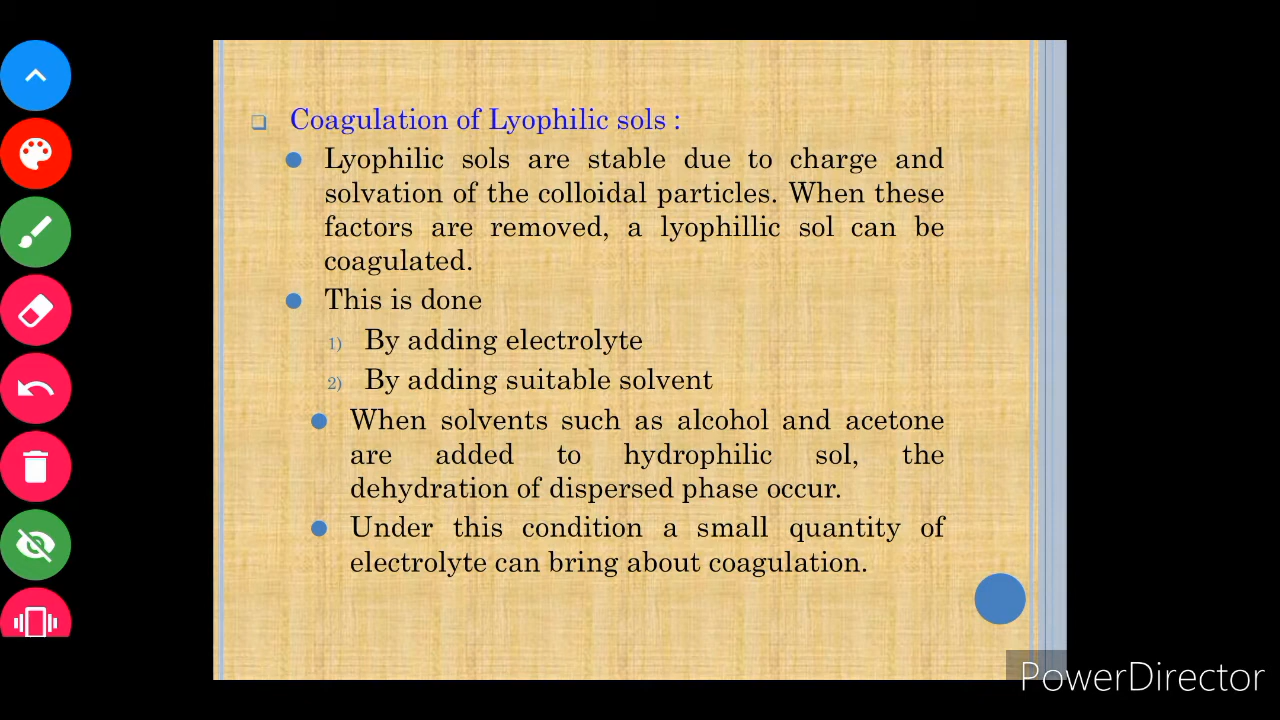 Coagulation of Lyophilic sols :
Lyophilic sols are stable due to charge and
solvation of the colloidal particles. When these
factors are removed, a lyophillic sol can be
coagulated.
This is done
1) By adding electrolyte
2) By adding suitable solvent
When solvents such as alcohol and acetone
are added to hydrophilic sol, the
dehydration of dispersed phase occur.
Under this condition a small quantity of
electrolyte can bring about coagulation.
PowerDirector